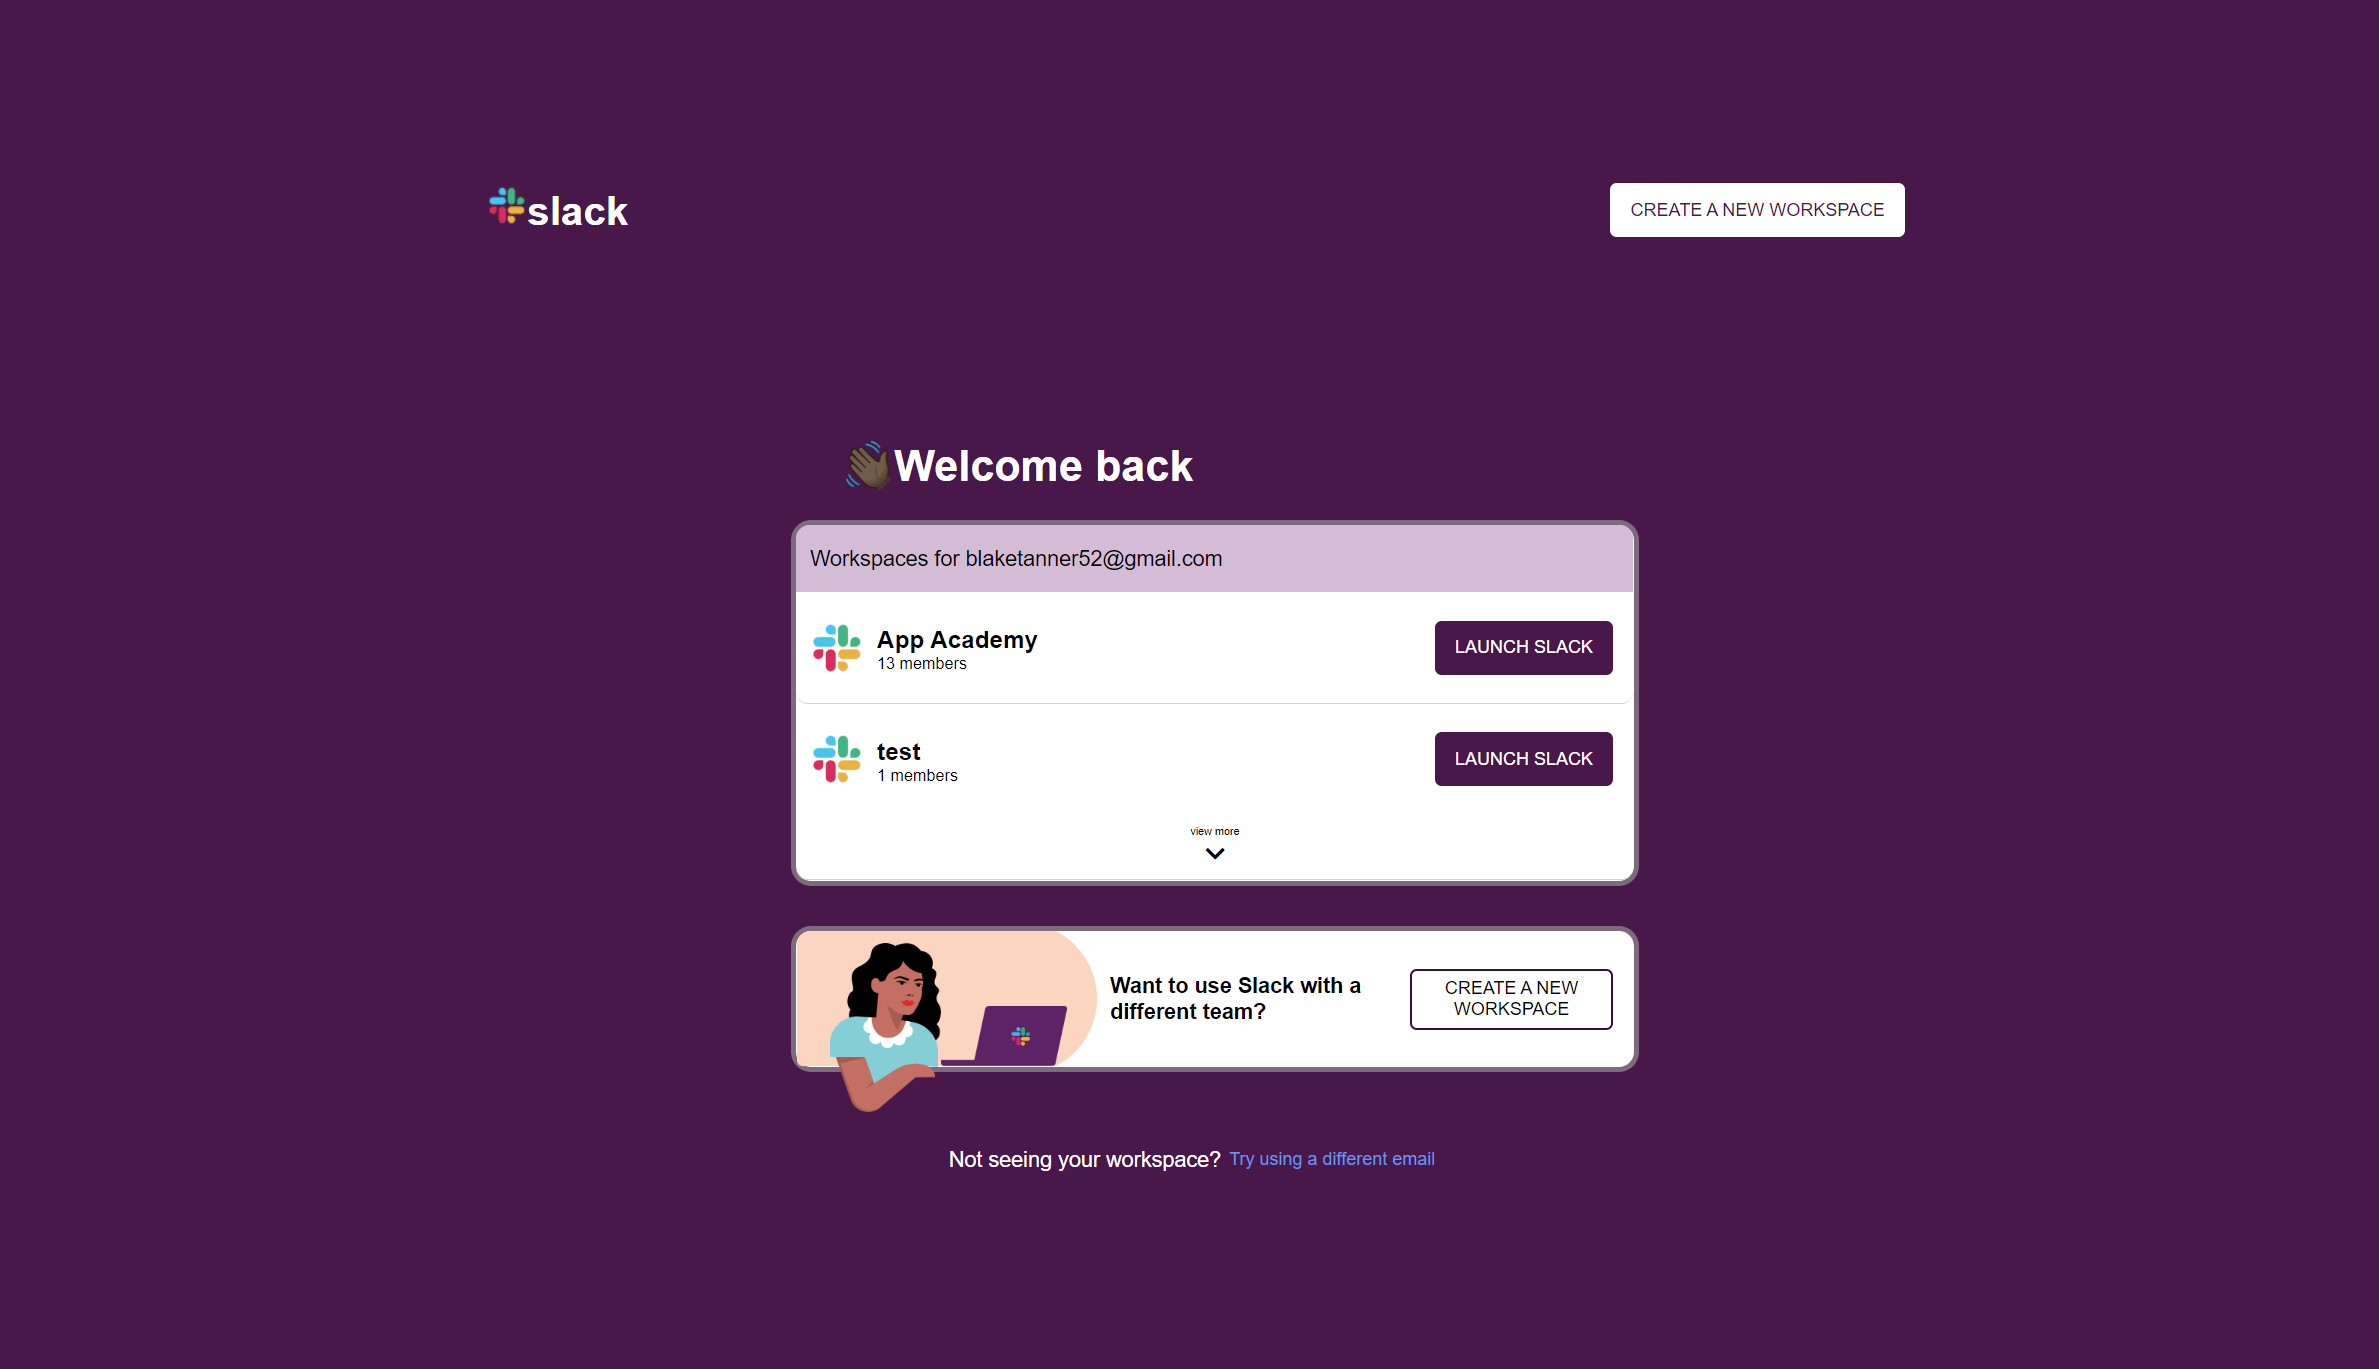 slack
CREATE A NEW WORKSPACE
Welcome back
Workspaces for blaketanner52@gmail.com
App Academy
13 members
LAUNCH SLACK
test
1 members
LAUNCH SLACK
view more
Want to use Slack with a
different team?
CREATE A NEW
WORKSPACE
Not seeing your workspace? Try using a different email